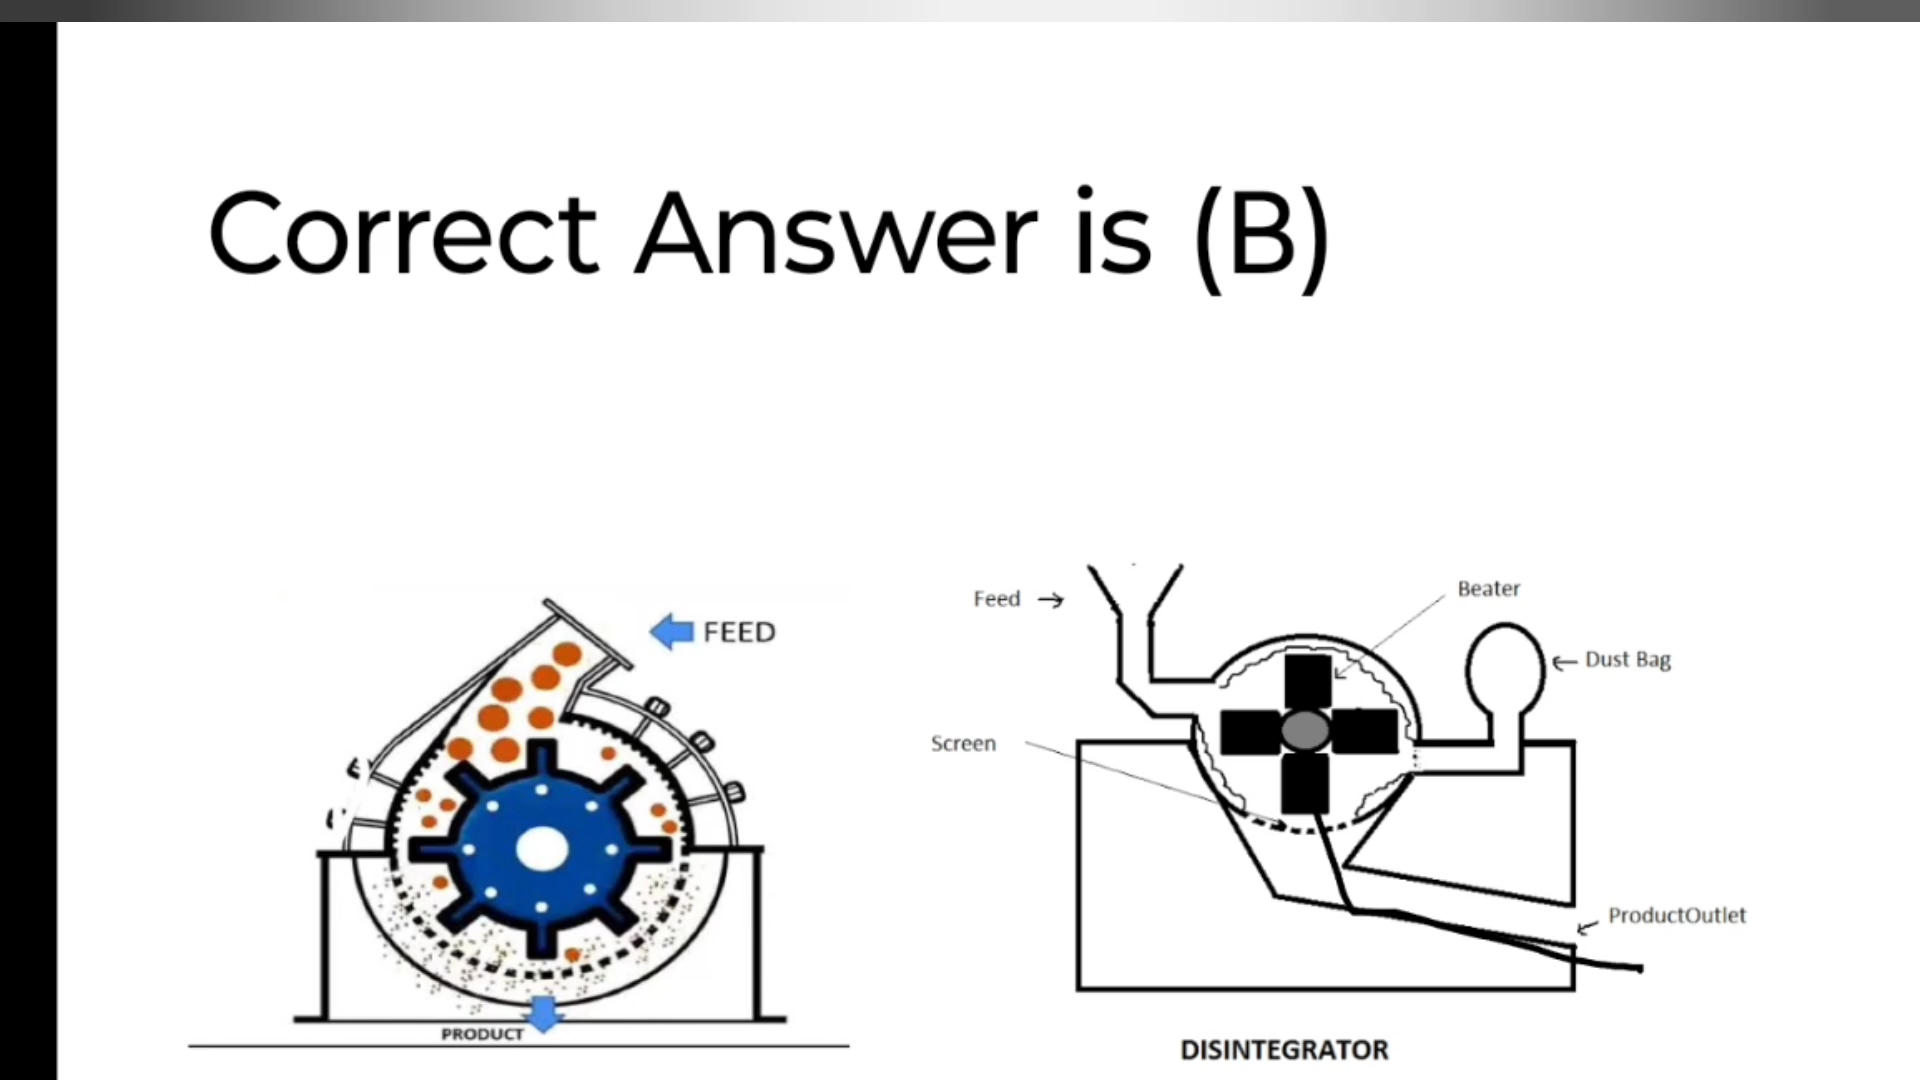 Correct Answer is (B)
FEED
PRODUCT
Feed
Beater
Dust Bag
Screen
ProductOutlet
DISINTEGRATOR